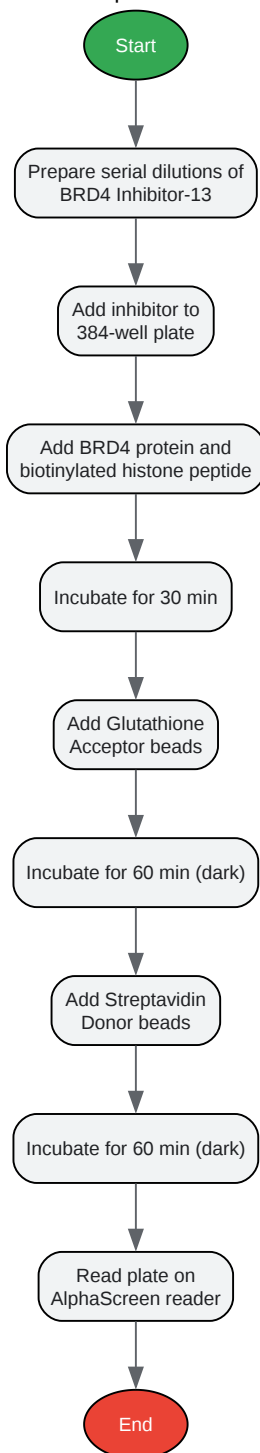 Start
Prepare serial dilutions of
BRD4 Inhibitor-13
Add inhibitor to
384-well plate
Add BRD4 protein and
biotinylated histone peptide
Incubate for 30 min
Add Glutathione
Acceptor beads
Incubate for 60 min (dark)
Add Streptavidin
Donor beads
Incubate for 60 min (dark)
Read plate on
AlphaScreen reader
End